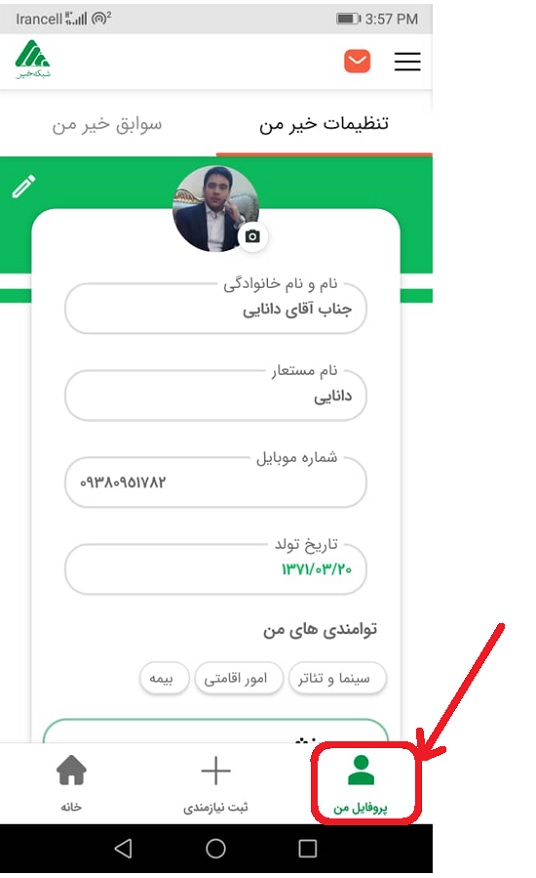 Irancell 3:57 PM
شبکه خیر
تنظیمات خیر من
سوابق خیر من
نام و نام خانوادگی
جناب آقای دانایی
نام مستعار
دانایی
شماره موبایل
۰۹۳۸۰۹۵۱۷۸۲
تاریخ تولد
۱۳۷۱/۰۳/۲۰
توامندی های من
سینما و تئاتر
امور اقامتی
بیمه
پروفایل من
ثبت نیازمندی
خانه